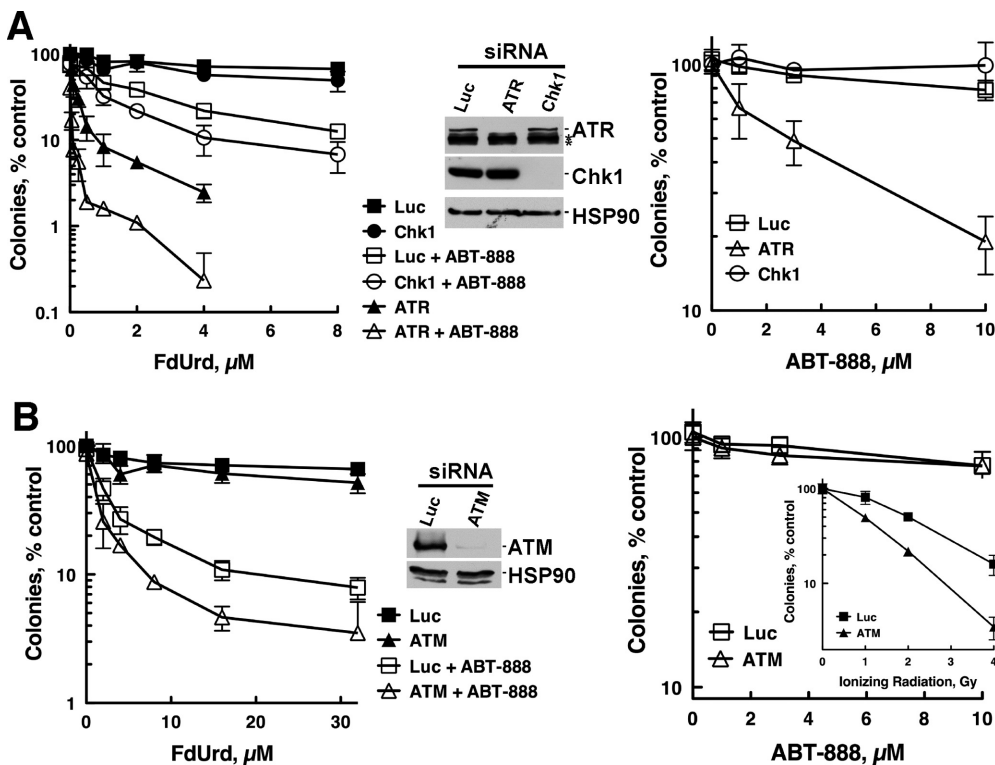 A
Colonies, % control
100
10
1
0.1
0
2
4
6
8
FdUrd, µM
siRNA
Luc
ATR
Chk1
-ATR
*
*
-Chk1
-HSP90
Luc
Chk1
Luc + ABT-888
Chk1 + ABT-888
ATR
ATR + ABT-888
Colonies, % control
100
10
Luc
ATR
Chk1
0
2
4
6
8
10
ABT-888, µM
B
Colonies, % control
100
10
1
0
10
20
30
FdUrd, µM
siRNA
Luc
ATM
-ATM
-HSP90
Luc
ATM
Luc + ABT-888
ATM + ABT-888
Colonies, % control
100
10
Luc
ATM
0
2
4
6
8
10
ABT-888, µM
Colonies, % control
100
10
Luc
ATM
0
1
2
3
4
Ionizing Radiation, Gy